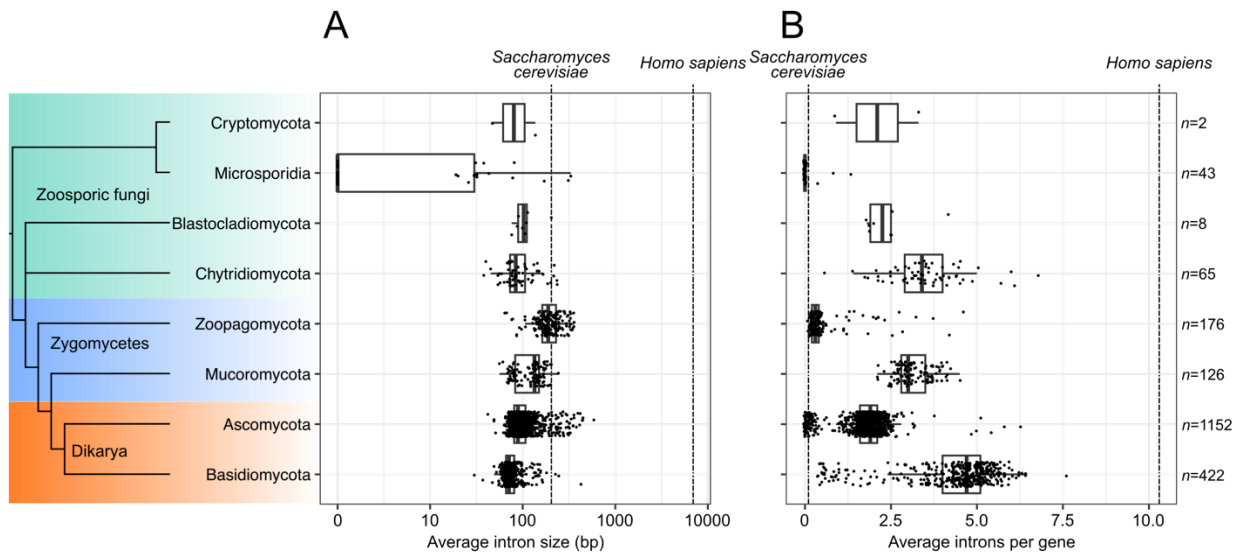 A
B
Saccharomyces
cerevisiae
Homo sapiens
Saccharomyces
cerevisiae
Homo sapiens
Zoosporic fungi
Zygomycetes
Dikarya
Cryptomycota
Microsporidia
Blastocladiomycota
Chytridiomycota
Zoopagomycota
Mucoromycota
Ascomycota
Basidiomycota
n=2
n=43
n=8
n=65
n=176
n=126
n=1152
n=422
0 10 100 1000 10000
Average intron size (bp)
0 2.5 5.0 7.5 10.0
Average introns per gene